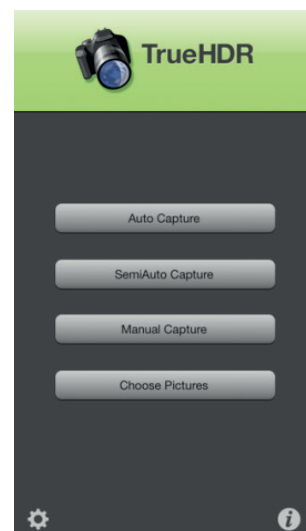 TrueHDR
Auto Capture
SemiAuto Capture
Manual Capture
Choose Pictures
i